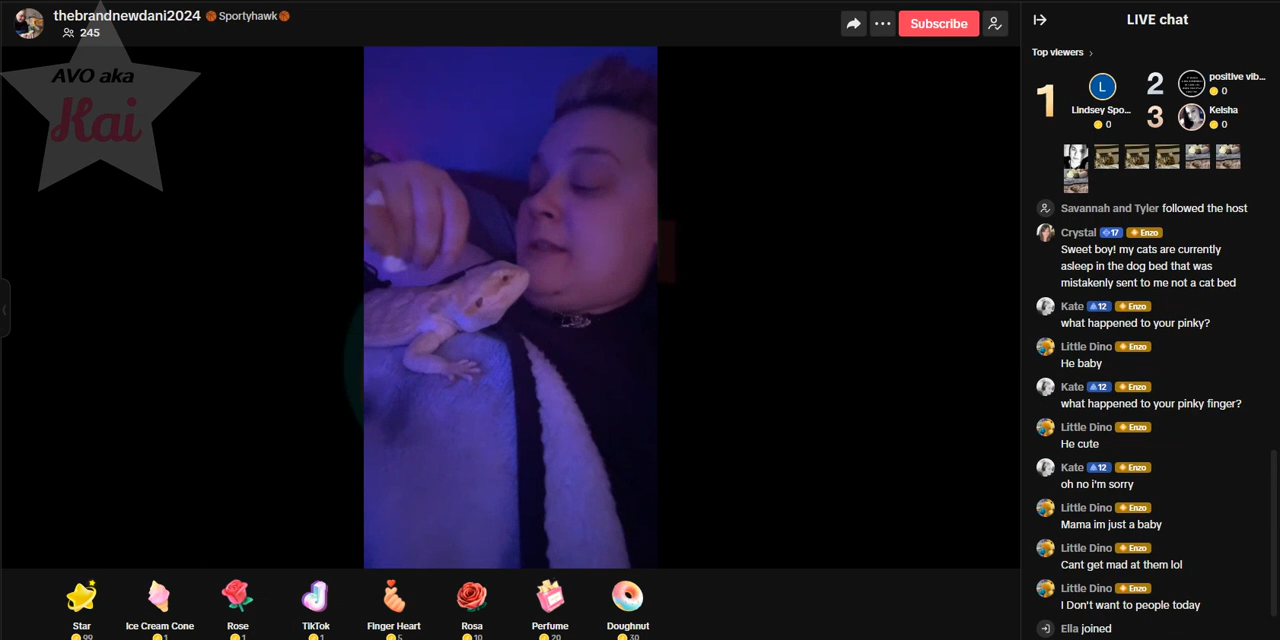 thebrandnewdani2024 🏀 Sportyhawk🏀
245
Subscribe
AVO aka
Kai
LIVE chat
Top viewers
1
L
Lindsey Spo...
0
2
positive vib...
0
3
Kelsha
0
Savannah and Tyler followed the host
Crystal 17 Enzo
Sweet boy! my cats are currently
asleep in the dog bed that was
mistakenly sent to me not a cat bed
Kate 12 Enzo
what happened to your pinky?
Little Dino Enzo
He baby
Kate 12 Enzo
what happened to your pinky finger?
Little Dino Enzo
He cute
Kate 12 Enzo
oh no i'm sorry
Little Dino Enzo
Mama im just a baby
Little Dino Enzo
Cant get mad at them lol
Little Dino Enzo
I Don't want to people today
Ella joined
Star
99
Ice Cream Cone
1
Rose
1
TikTok
1
Finger Heart
5
Rosa
10
Perfume
20
Doughnut
30